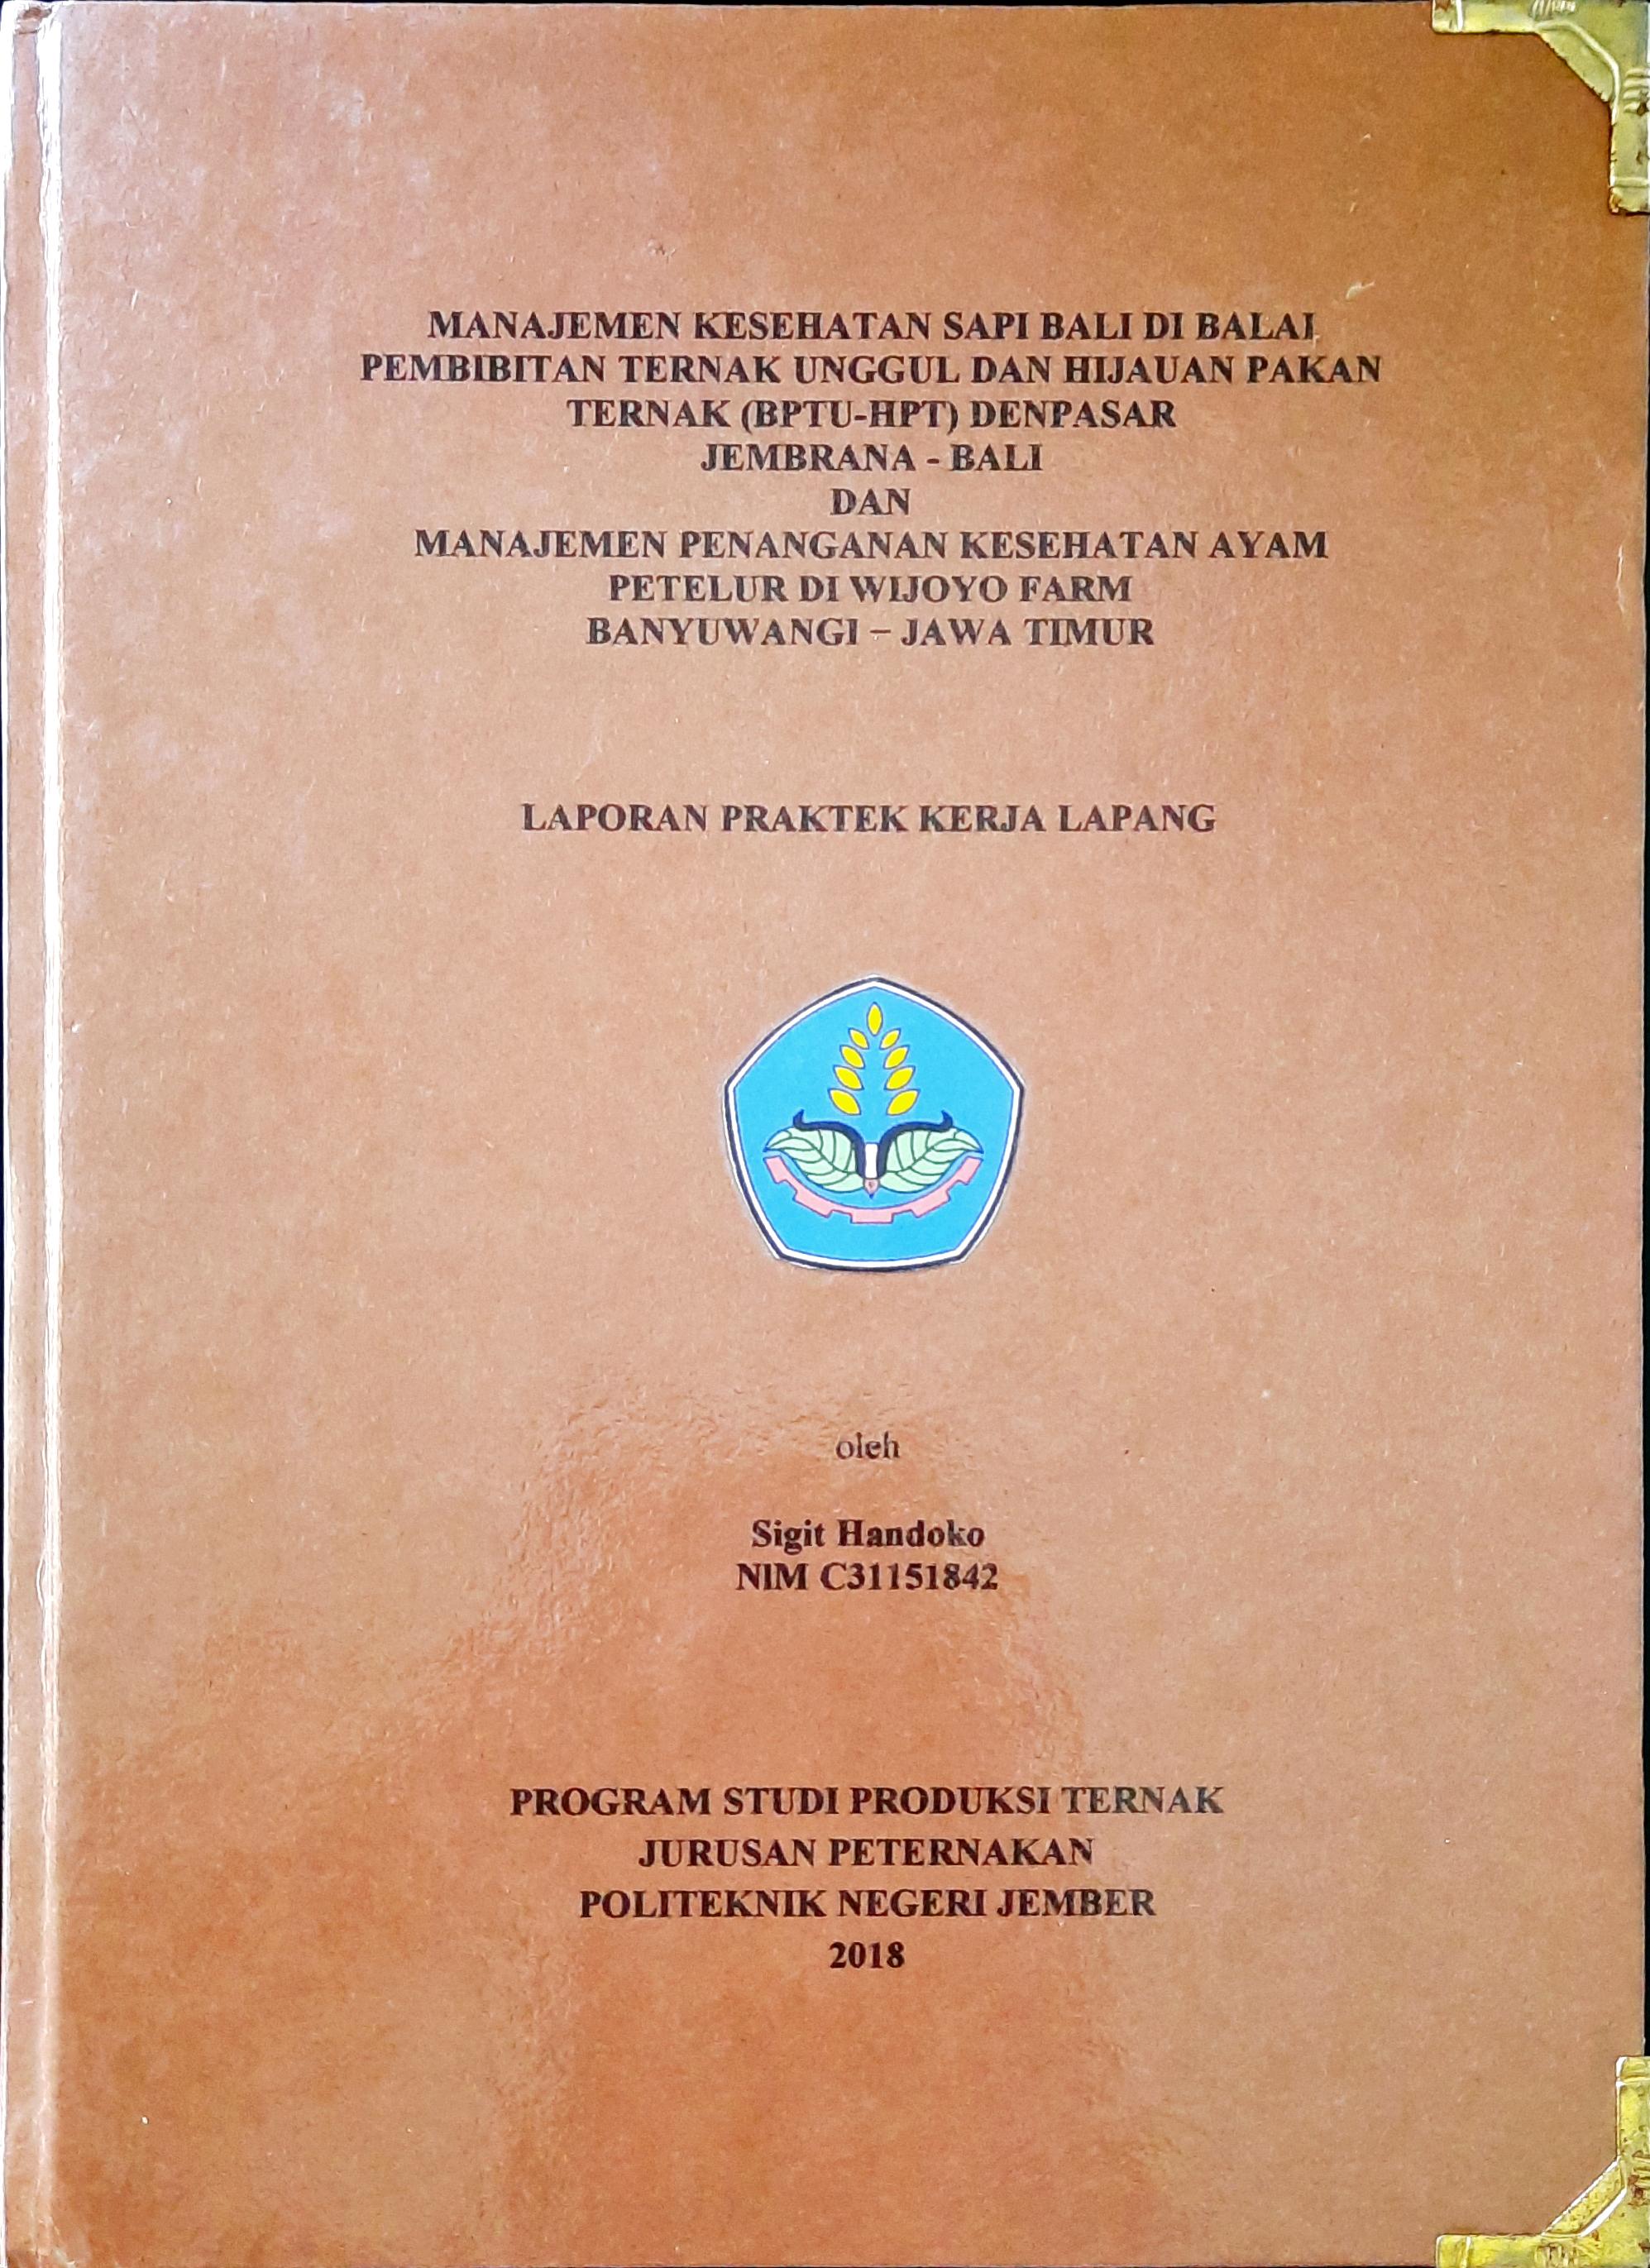 MANAJEMEN KESEHATAN SAPI BALI DI BALAI
PEMBIBITAN TERNAK UNGGUL DAN HIJAUAN PAKAN
TERNAK (BPTU-HPT) DENPASAR
JEMBRANA - BALI
DAN
MANAJEMEN PENANGANAN KESEHATAN AYAM
PETELUR DI WIJOYO FARM
BANYUWANGI – JAWA TIMUR
LAPORAN PRAKTEK KERJA LAPANG
oleh
Sigit Handoko
NIM C31151842
PROGRAM STUDI PRODUKSI TERNAK
JURUSAN PETERNAKAN
POLITEKNIK NEGERI JEMBER
2018